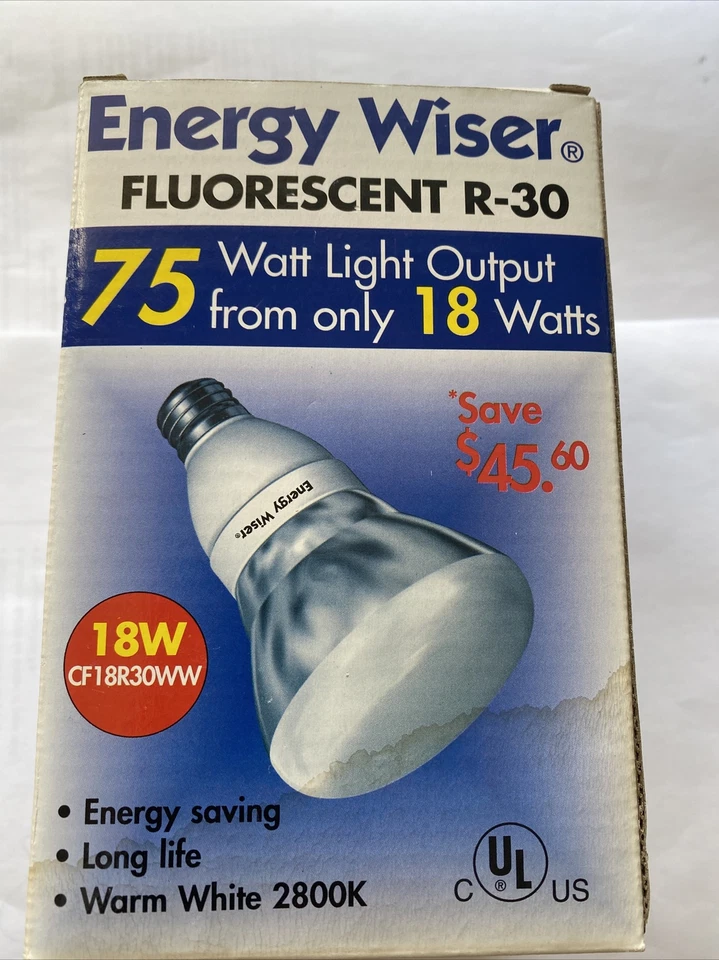 Energy Wiser®
FLUORESCENT R-30
75 Watt Light Output
from only 18 Watts
*Save
$45.60
Energy Wiser®
18W
CF18R30WW
• Energy saving
• Long life
• Warm White 2800K
C UL® US